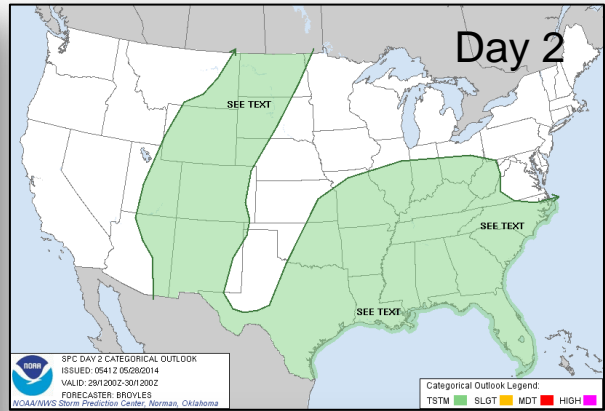 Day 2
SEE TEXT
SEE TEXT
SEE TEXT
NOAA
SPC DAY 2 CATEGORICAL OUTLOOK
ISSUED: 0541Z 05/28/2014
VALID: 29/1200Z-30/1200Z
FORECASTER: BROYLES
NOAA/NWS Storm Prediction Center, Norman, Oklahoma
Categorical Outlook Legend:
TSTM SLGT MDT HIGH